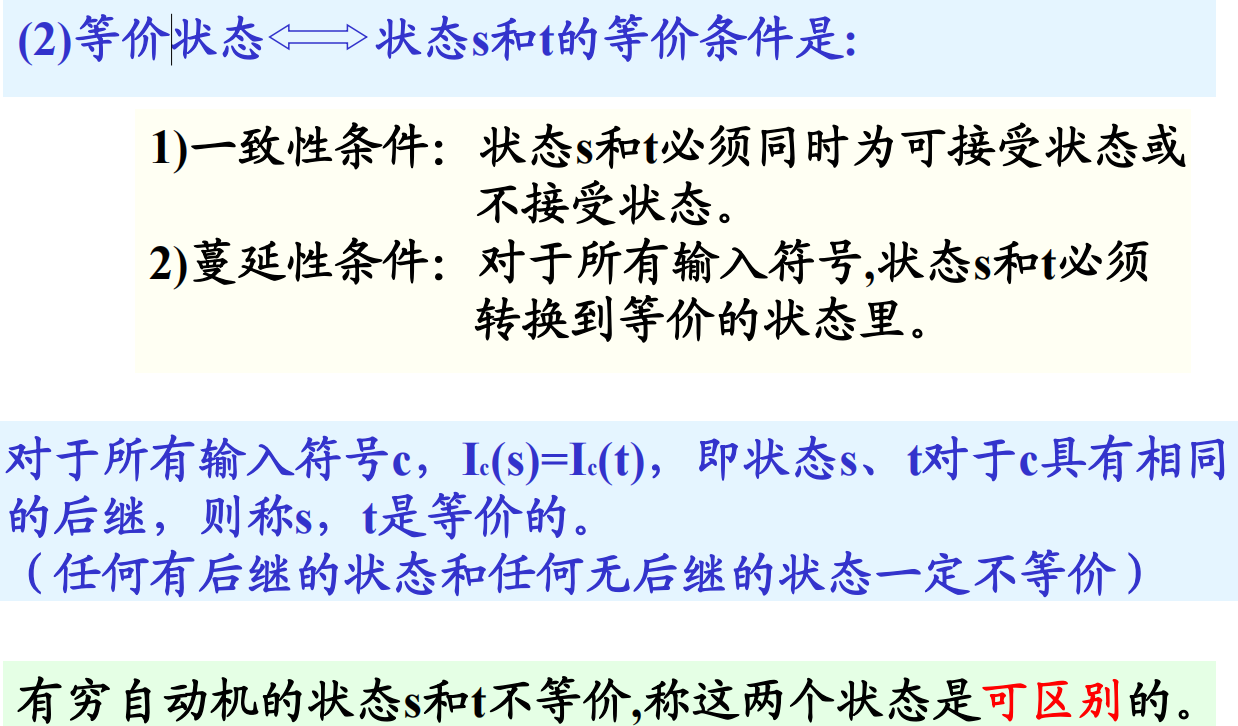 (2)等价状态⟺状态s和t的等价条件是:
1)一致性条件：状态s和t必须同时为可接受状态或
不接受状态。
2)蔓延性条件：对于所有输入符号,状态s和t必须
转换到等价的状态里。
对于所有输入符号c，Ic(s)=Ic(t)，即状态s、t对于c具有相同
的后继，则称s，t是等价的。
（任何有后继的状态和任何无后继的状态一定不等价）
有穷自动机的状态s和t不等价,称这两个状态是可区别的。